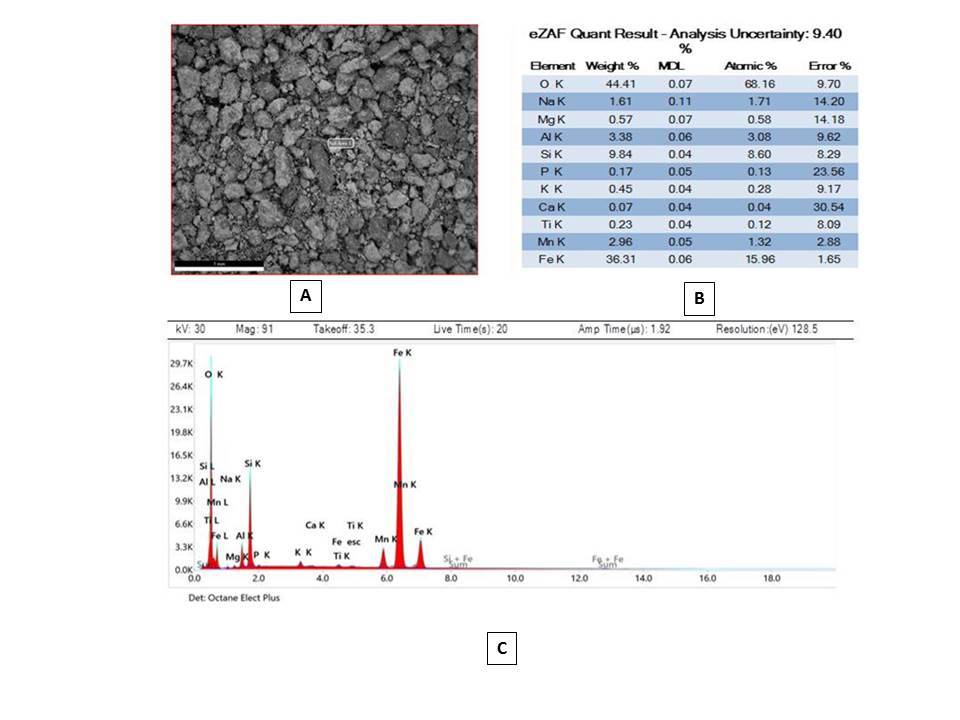 eZAF Quant Result - Analysis Uncertainty: 9.40
%
Element Weight % MDL Atomic % Error %
O K 44.41 0.07 68.16 9.70
Na K 1.61 0.11 1.71 14.20
Mg K 0.57 0.07 0.58 14.18
Al K 3.38 0.06 3.08 9.62
Si K 9.84 0.04 8.60 8.29
P K 0.17 0.05 0.13 23.56
K K 0.45 0.04 0.28 9.17
Ca K 0.07 0.04 0.04 30.54
Ti K 0.23 0.04 0.12 8.09
Mn K 2.96 0.05 1.32 2.88
Fe K 36.31 0.06 15.96 1.65
A
B
kV: 30 Mag: 91 Takeoff: 35.3 Live Time(s): 20 Amp Time(µs): 1.92 Resolution:(eV) 128.5
Fe K
29.7K
O K
26.4K
23.1K
19.8K
16.5K
Si L
Si K
13.2K
Al L
Na K
Mn K
9.9K
Mn L
6.6K
Ti L
Ca K
Ti K
Fe L
Al K
Fe esc
Mn K
Fe K
3.3K
Mg K
P K
K K
Ti K
Si + Fe
Sum
Fe + Fe
Sum
0.0K
0.0 2.0 4.0 6.0 8.0 10.0 12.0 14.0 16.0 18.0
Det: Octane Elect Plus
C